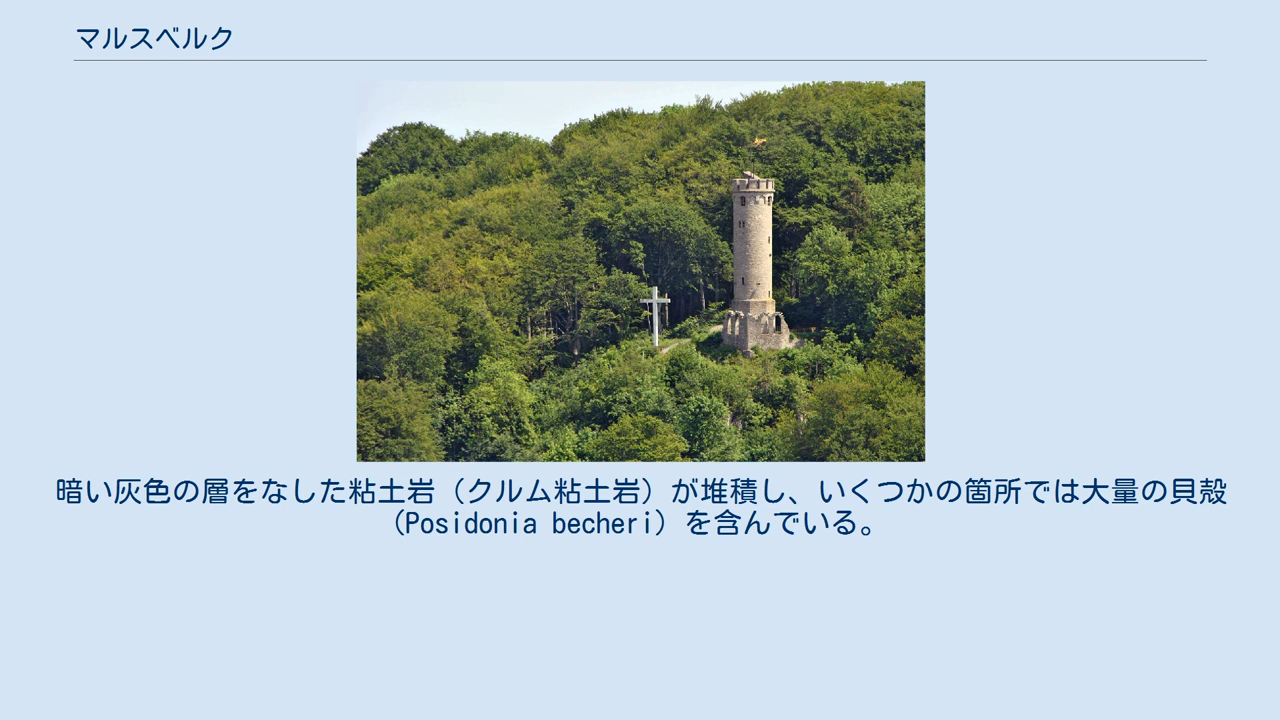 マルスベルク
暗い灰色の層をなした粘土岩（クルム粘土岩）が堆積し、いくつかの箇所では大量の貝殻
（Posidonia becheri）を含んでいる。